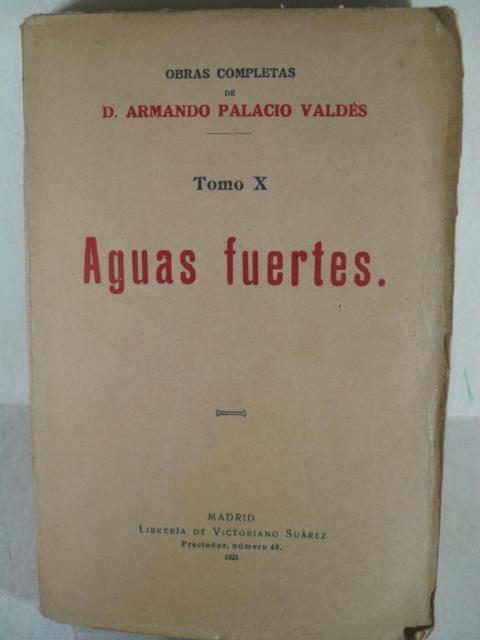 OBRAS COMPLETAS
DE
D. ARMANDO PALACIO VALDÉS
Tomo X
Aguas fuertes.
MADRID
LIBRERÍA DE VICTORIANO SUÁREZ
Preciados, número 48.
1921